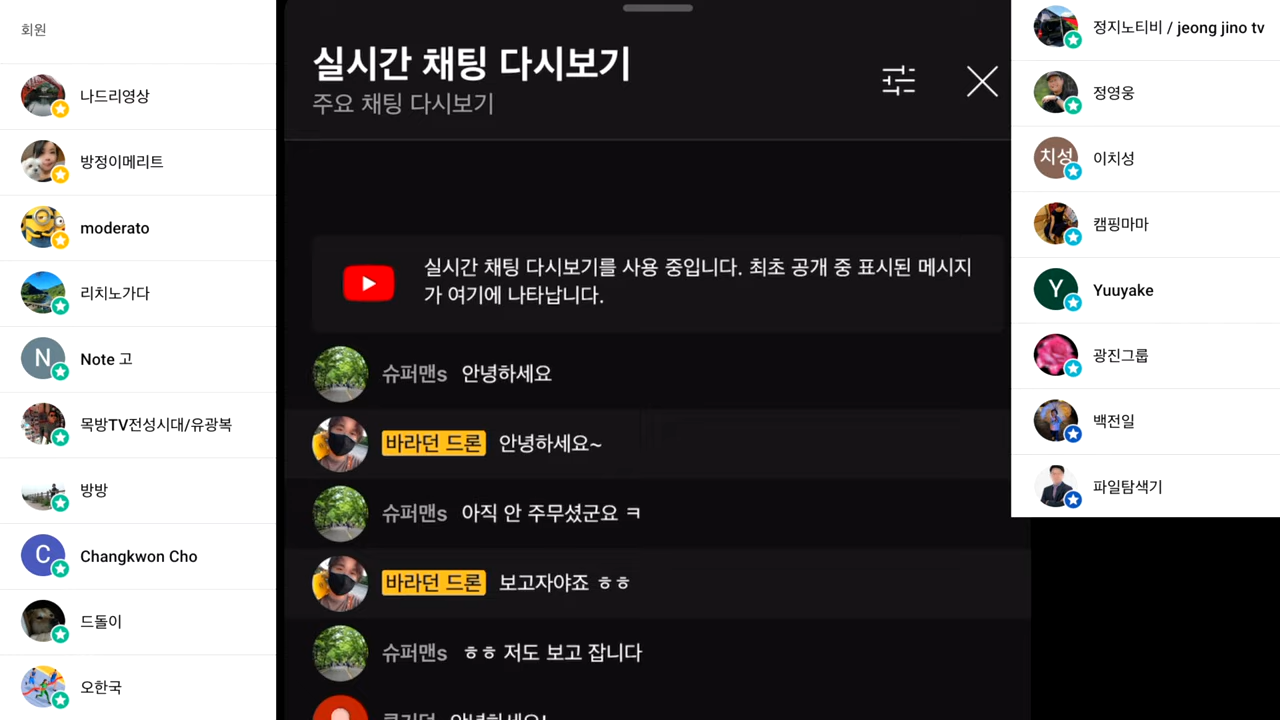 회원
나드리영상
방정이메리트
moderato
리치노가다
N
Note 고
목방TV전성시대/유광복
방방
C
Changkwon Cho
드돌이
오한국
실시간 채팅 다시보기
주요 채팅 다시보기
실시간 채팅 다시보기를 사용 중입니다. 최초 공개 중 표시된 메시지
가 여기에 나타납니다.
슈퍼맨s 안녕하세요
바라던 드론 안녕하세요~
슈퍼맨s 아직 안 주무셨군요 ㅋ
바라던 드론 보고자야죠 ㅎㅎ
슈퍼맨s ㅎㅎ 저도 보고 잡니다
안녕하세요!
정지노티비 / jeong jino tv
정영웅
치성
이치성
캠핑마마
Y
Yuuyake
광진그룹
백전일
파일탐색기